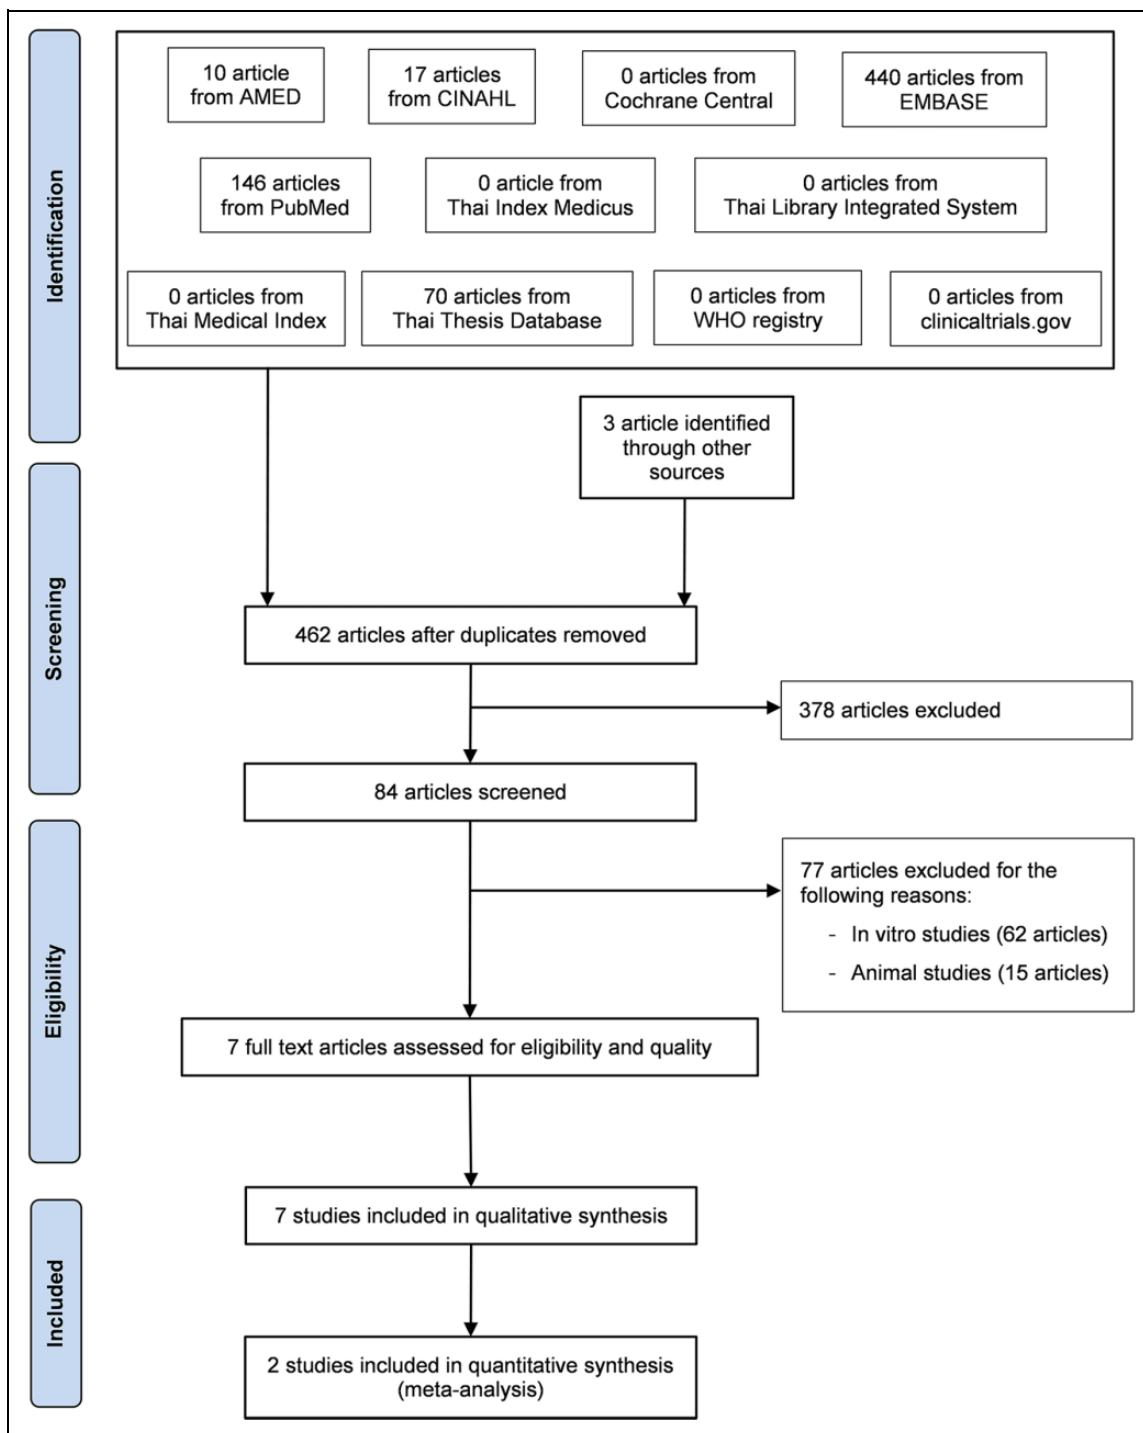 Identification
10 article
from AMED
17 articles
from CINAHL
0 articles from
Cochrane Central
440 articles from
EMBASE
146 articles
from PubMed
0 article from
Thai Index Medicus
0 articles from
Thai Library Integrated System
0 articles from
Thai Medical Index
70 articles from
Thai Thesis Database
0 articles from
WHO registry
0 articles from
clinicaltrials.gov
3 article identified
through other
sources
Screening
462 articles after duplicates removed
378 articles excluded
84 articles screened
Eligibility
77 articles excluded for the
following reasons:
- In vitro studies (62 articles)
- Animal studies (15 articles)
7 full text articles assessed for eligibility and quality
Included
7 studies included in qualitative synthesis
2 studies included in quantitative synthesis
(meta-analysis)